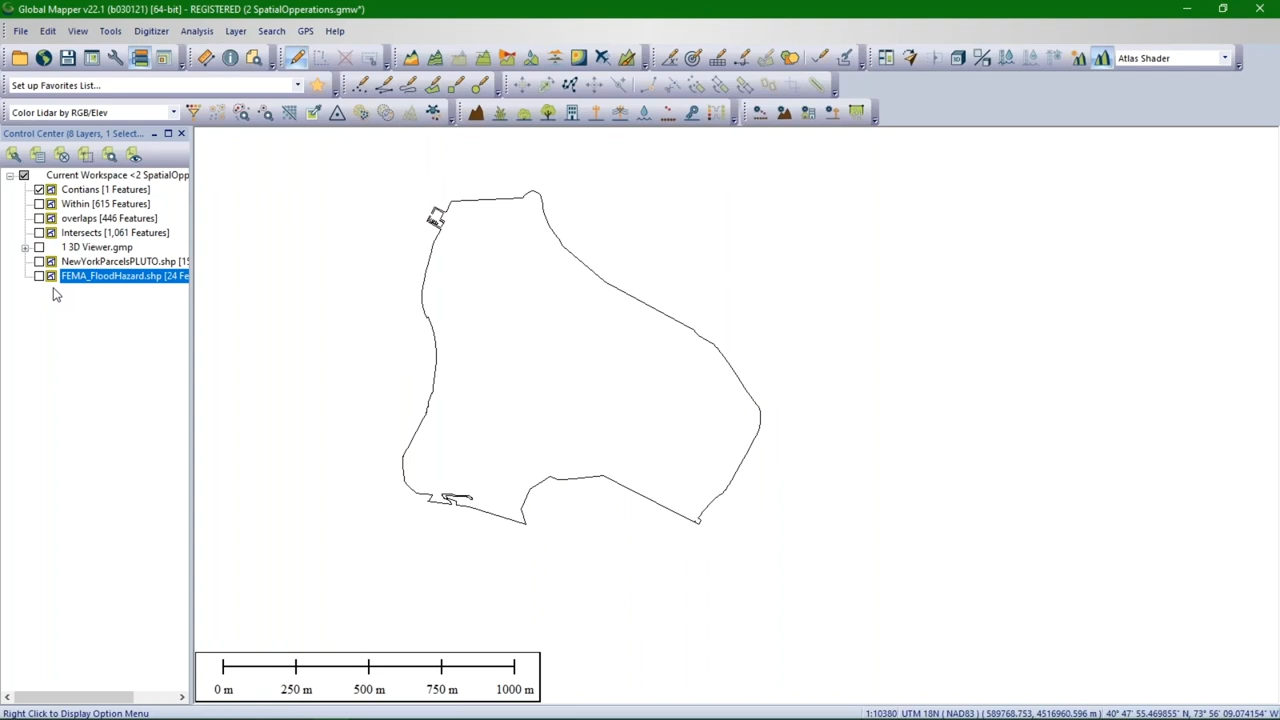 Global Mapper v22.1 (b030121) [64-bit] - REGISTERED (2 SpatialOpperations.gmw*)
File Edit View Tools Digitizer Analysis Layer Search GPS Help
Atlas Shader
Set up Favorites List...
Color Lidar by RGB/Elev
Control Center (8 Layers, 1 Select...
Current Workspace <2 SpatialOpp
Contians [1 Features]
Within [615 Features]
overlaps [446 Features]
Intersects [1,061 Features]
1 3D Viewer.gmp
NewYorkParcelsPLUTO.shp [15
FEMA_FloodHazard.shp [24 Fe
0 m 250 m 500 m 750 m 1000 m
Right Click to Display Option Menu
1:10380 UTM 18N (NAD83) ( 589768.753, 4516960.596 m ) 40° 47' 55.469855" N, 73° 56' 09.074154" W